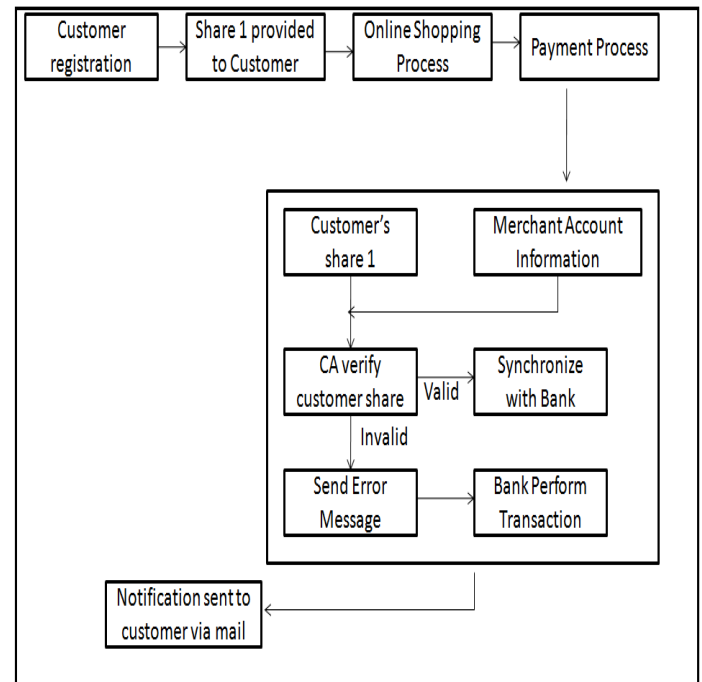 Customer
registration
Share 1 provided
to Customer
Online Shopping
Process
Payment Process
Customer's
share 1
Merchant Account
Information
CA verify
customer share
Valid
Synchronize
with Bank
Invalid
Send Error
Message
Bank Perform
Transaction
Notification sent to
customer via mail